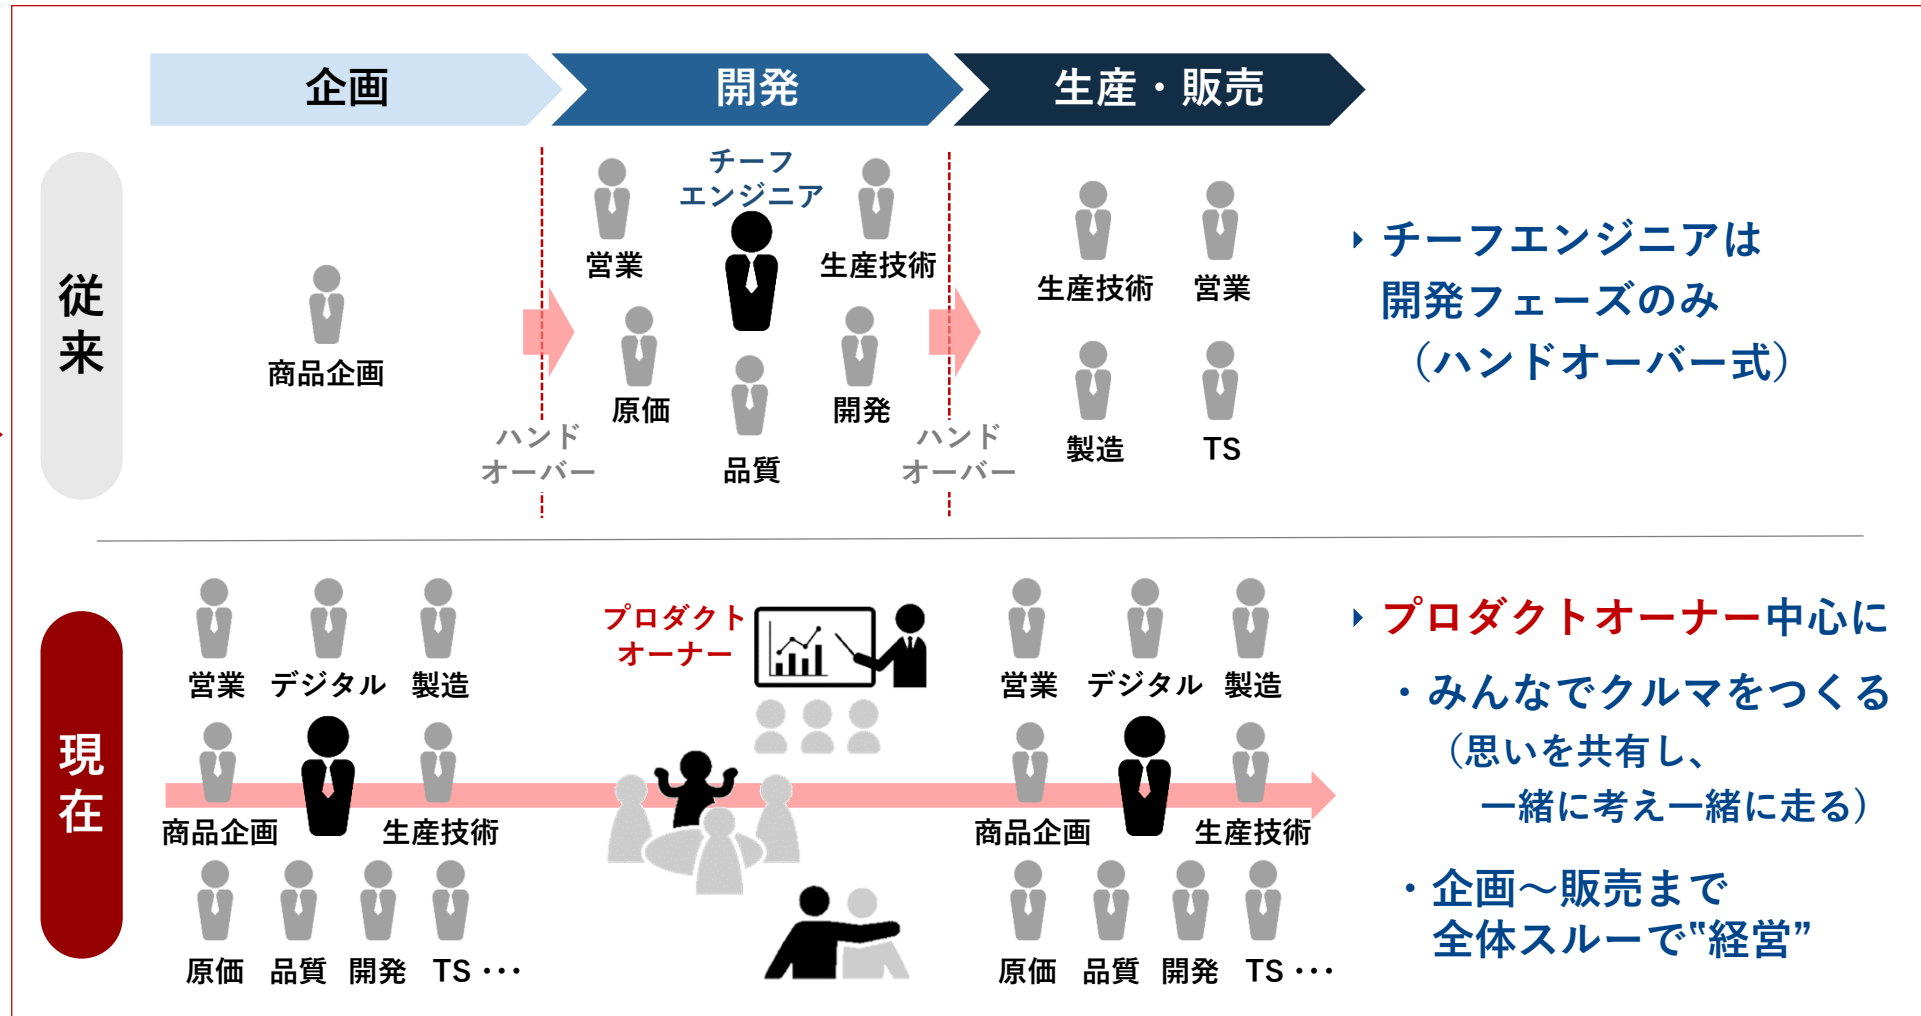 企画
開発
生産・販売
従来
商品企画
ハンド
オーバー
チーフ
エンジニア
営業
生産技術
原価
品質
開発
ハンド
オーバー
生産技術
営業
製造
TS
チーフエンジニアは
開発フェーズのみ
（ハンドオーバー式）
現在
営業
デジタル
製造
商品企画
生産技術
原価
品質
開発
TS ･･･
プロダクト
オーナー
営業
デジタル
製造
商品企画
生産技術
原価
品質
開発
TS ･･･
プロダクトオーナー中心に
・みんなでクルマをつくる
（思いを共有し、
一緒に考え一緒に走る）
・企画～販売まで
全体スルーで“経営”